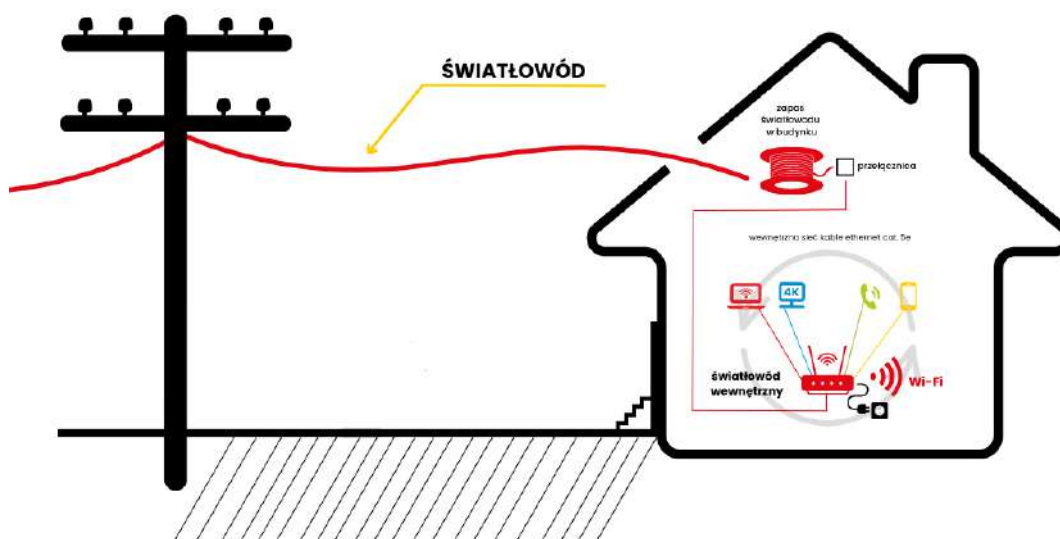 ŚWIATŁOWÓD
zapas
światłowodu
w budynku
przełącznica
wewnętrzna sieć kable ethernet cat. 5e
4K
światłowód
wewnętrzny
Wi-Fi